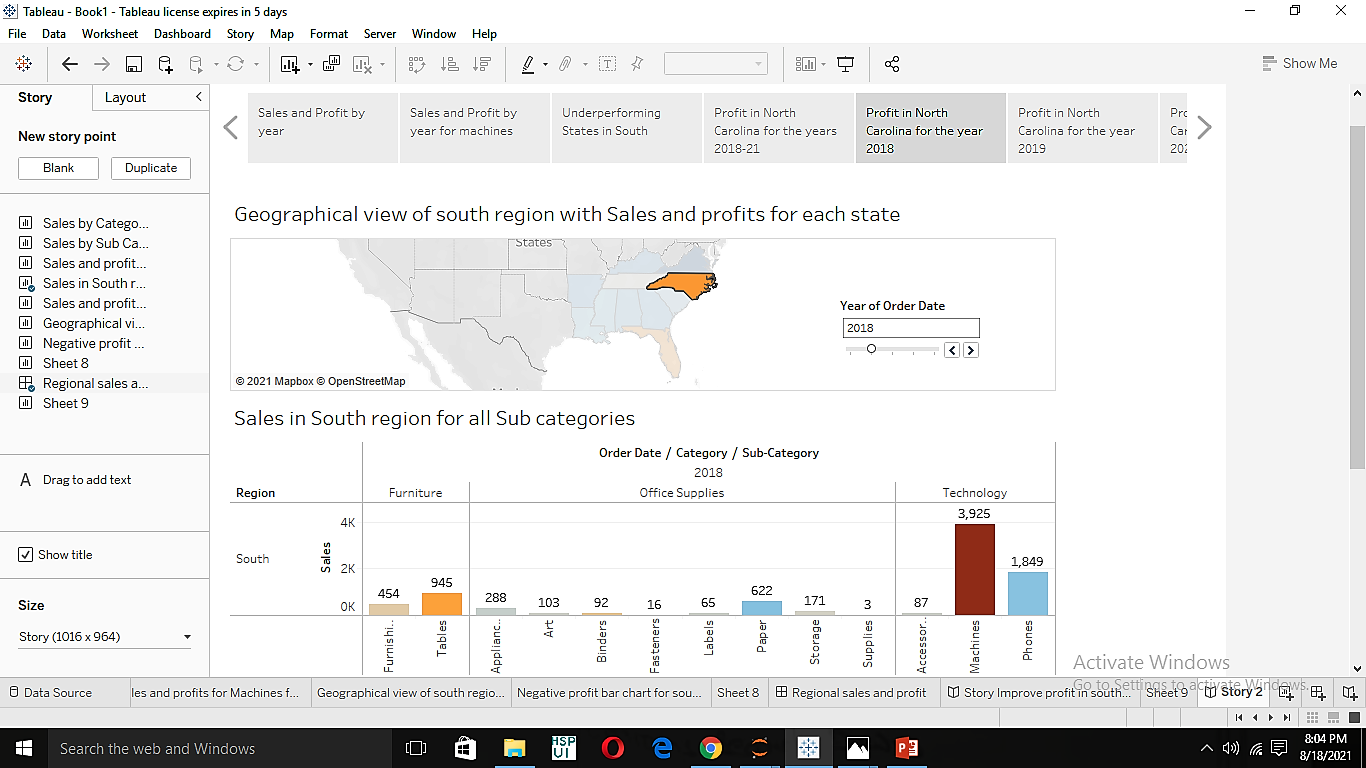 Tableau - Book1 - Tableau license expires in 5 days
File Data Worksheet Dashboard Story Map Format Server Window Help
Show Me
Story Layout
New story point
Blank Duplicate
Sales by Catego...
Sales by Sub Ca...
Sales and profit...
Sales in South r...
Sales and profit...
Geographical vi...
Negative profit ...
Sheet 8
Regional sales a...
Sheet 9
A Drag to add text
Show title
Size
Story (1016 x 964)
Sales and Profit by
year
Sales and Profit by
year for machines
Underperforming
States in South
Profit in North
Carolina for the years
2018-21
Profit in North
Carolina for the year
2018
Profit in North
Carolina for the year
2019
Geographical view of south region with Sales and profits for each state
States
© 2021 Mapbox © OpenStreetMap
Year of Order Date
2018
Sales in South region for all Sub categories
Order Date / Category / Sub-Category
2018
Region Furniture Office Supplies Technology
South
Sales
4K
2K
0K
454 945 288 103 92 16 65 622 171 3 87 3,925 1,849
Furnishi.. Tables Applianc.. Art Binders Fasteners Labels Paper Storage Supplies Accessor.. Machines Phones
Activate Windows
Go to Settings to activate Windows.
Data Source les and profits for Machines f... Geographical view of south regio... Negative profit bar chart for sou... Sheet 8 Regional sales and profit Story Improve profit in south... Sheet 9 Story 2
Search the web and Windows
HSP
UI
8:04 PM
8/18/2021